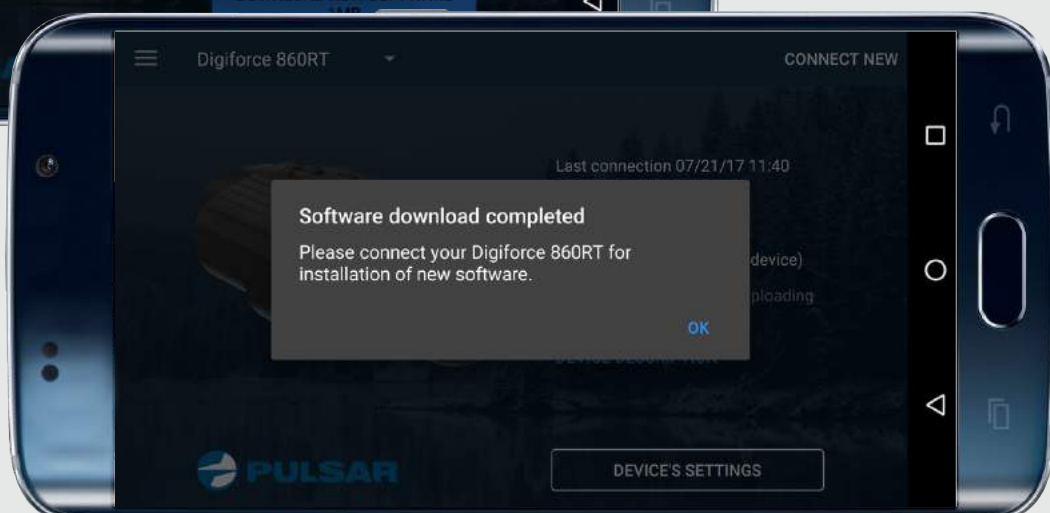 1MB
Digiforce 860RT
CONNECT NEW
Last connection 07/21/17 11:40
Software download completed
Please connect your Digiforce 860RT for
installation of new software.
device)
ploading
OK
PULSAR
DEVICE'S SETTINGS